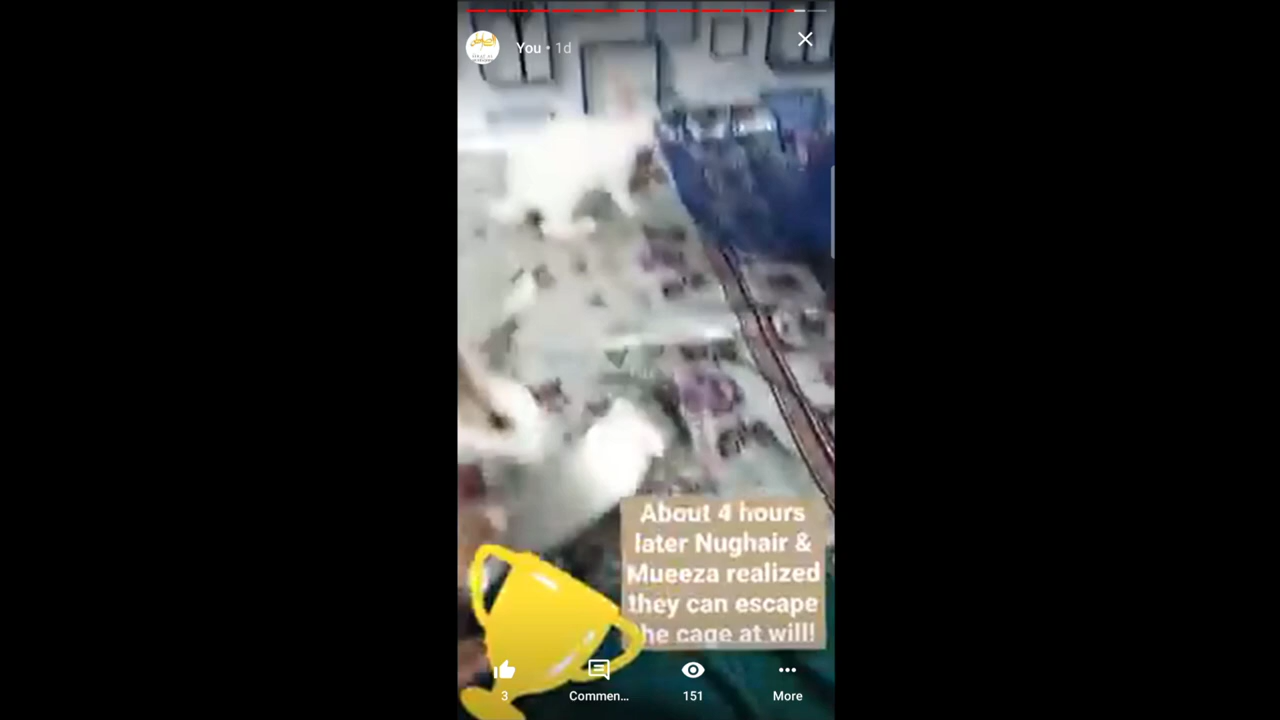 You • 1d
About 4 hours
later Nughair &
Mueeza realized
they can escape
he cage at will!
3
Commen...
151
More